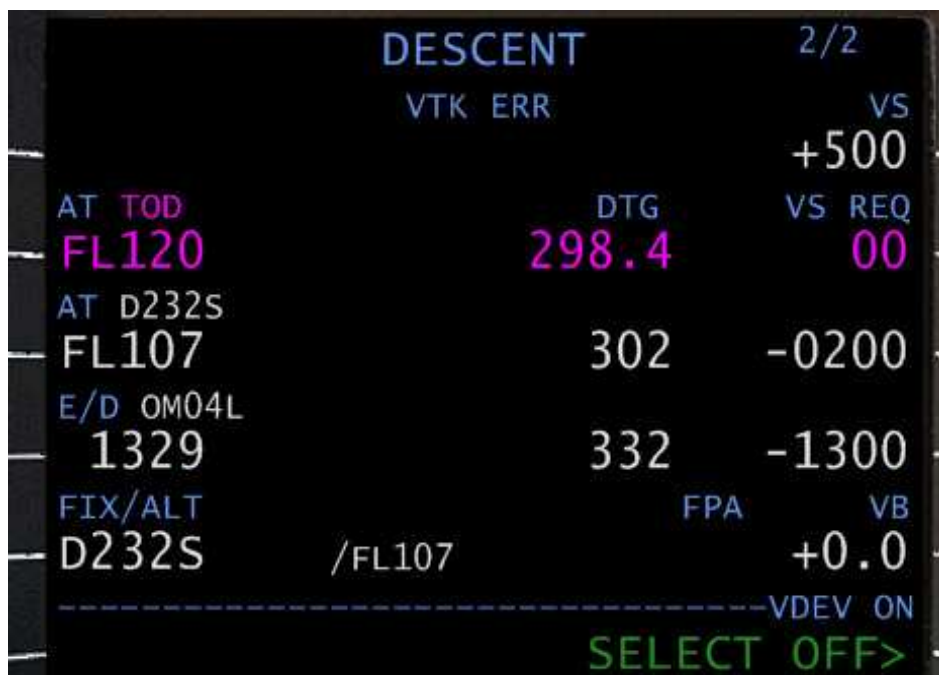 DESCENT 2/2
VTK ERR VS
+500
AT TOD DTG VS REQ
FL120 298.4 00
AT D232S
FL107 302 -0200
E/D OM04L
1329 332 -1300
FIX/ALT FPA VB
D232S /FL107 +0.0
----------------------------------VDEV ON
SELECT OFF>